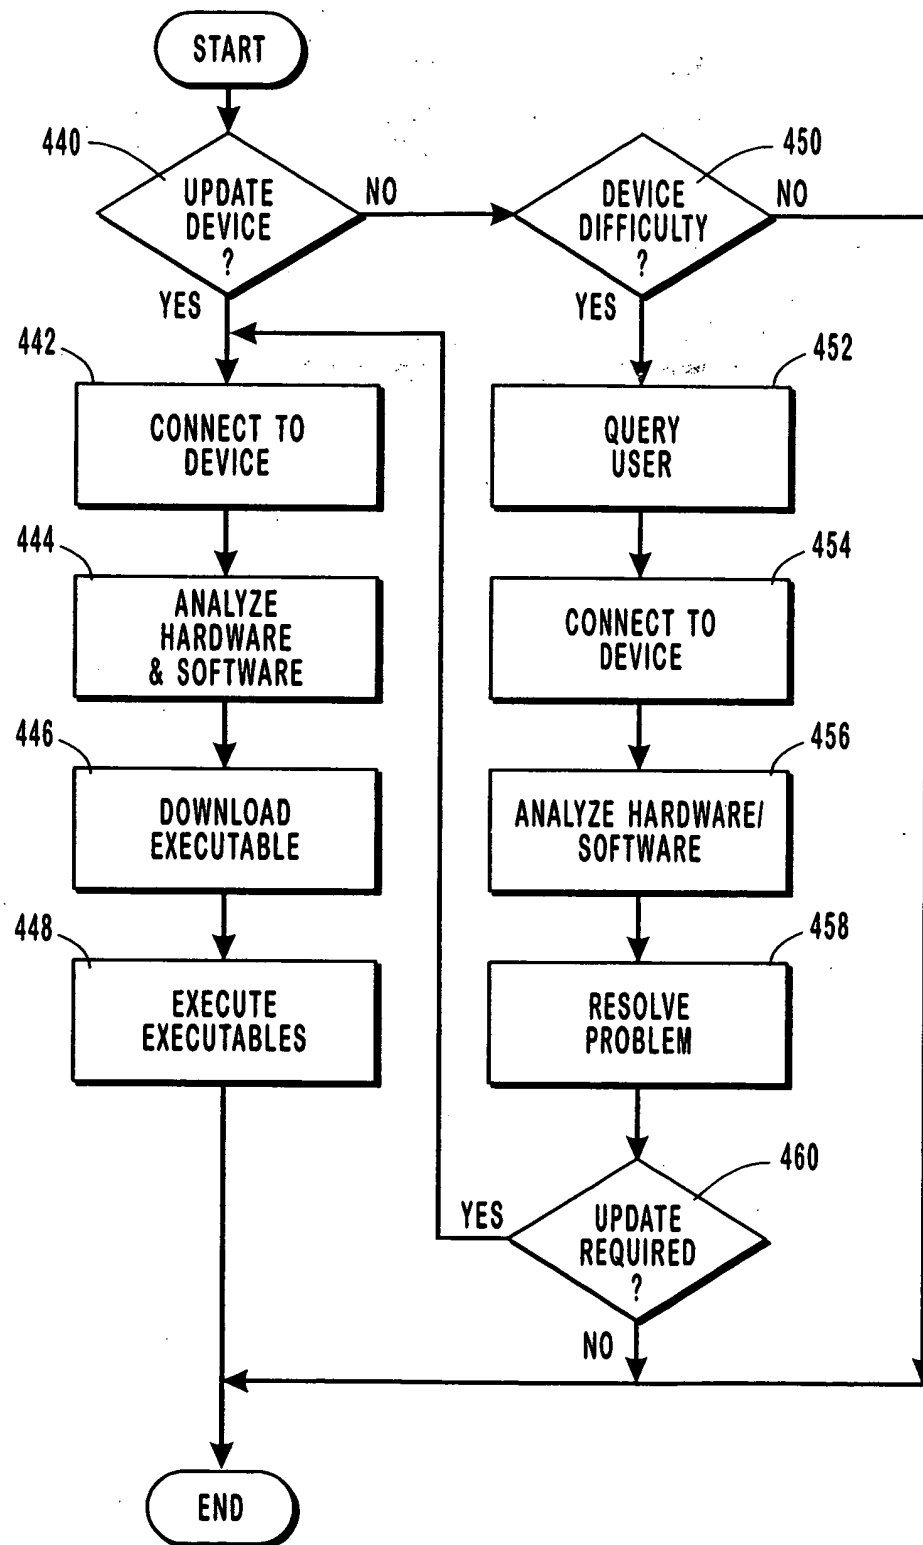 START
440
UPDATE
DEVICE
?
NO
YES
450
DEVICE
DIFFICULTY
?
NO
YES
442
CONNECT TO
DEVICE
452
QUERY
USER
444
ANALYZE
HARDWARE
& SOFTWARE
454
CONNECT TO
DEVICE
446
DOWNLOAD
EXECUTABLE
456
ANALYZE HARDWARE/
SOFTWARE
448
EXECUTE
EXECUTABLES
458
RESOLVE
PROBLEM
460
UPDATE
REQUIRED
?
YES
NO
END